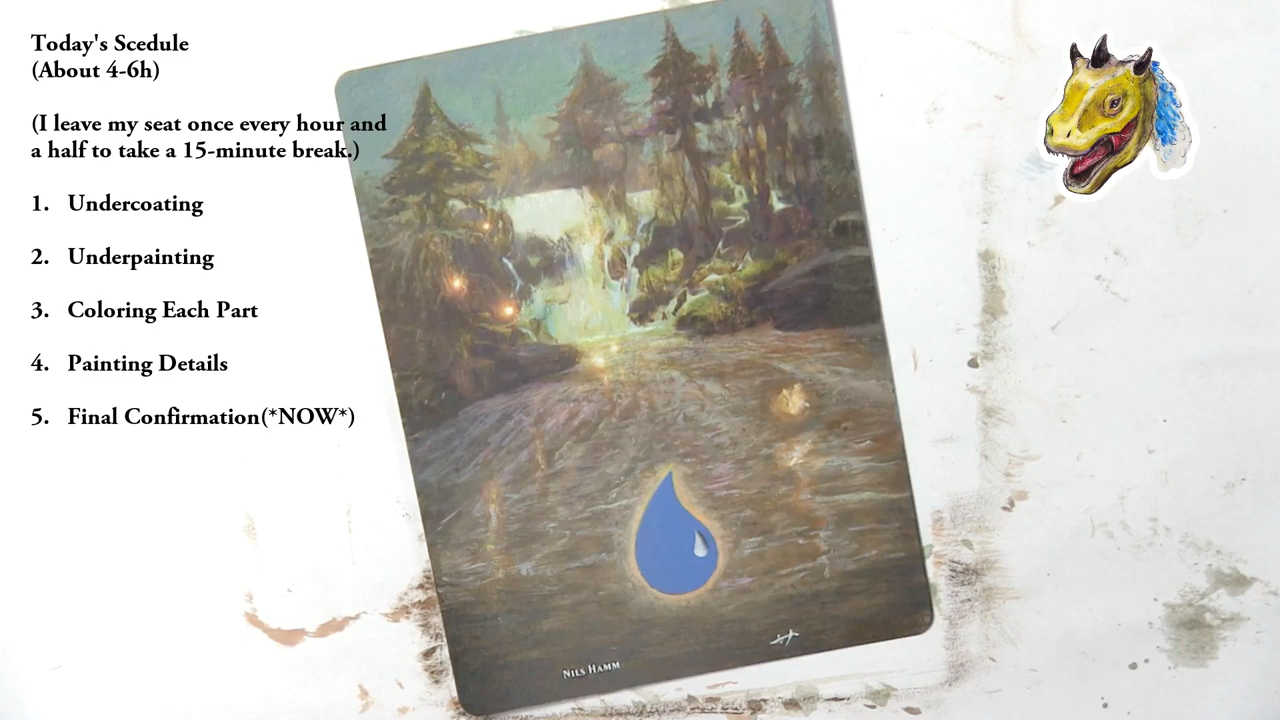 Today's Scedule
(About 4-6h)
(I leave my seat once every hour and
a half to take a 15-minute break.)
1. Undercoating
2. Underpainting
3. Coloring Each Part
4. Painting Details
5. Final Confirmation(*NOW*)
Nils Hamm